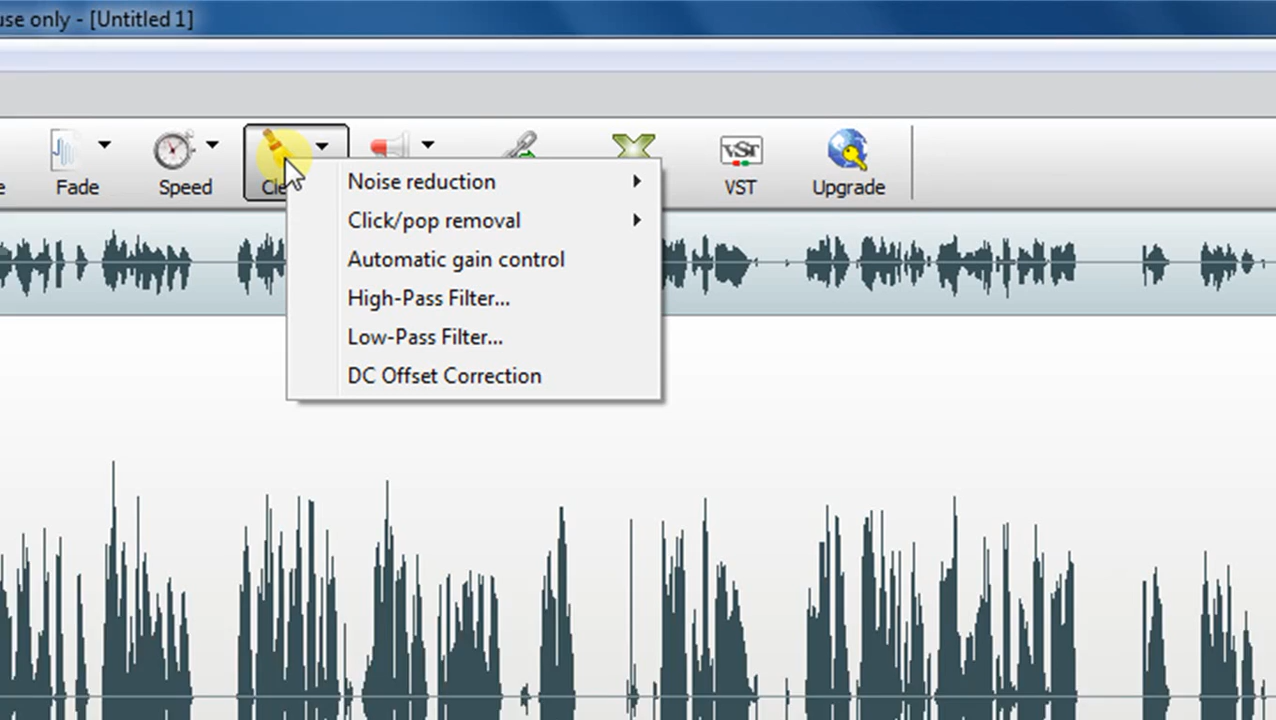 use only - [Untitled 1]
Fade
Speed
VST
VST
Upgrade
Noise reduction
Click/pop removal
Automatic gain control
High-Pass Filter...
Low-Pass Filter...
DC Offset Correction